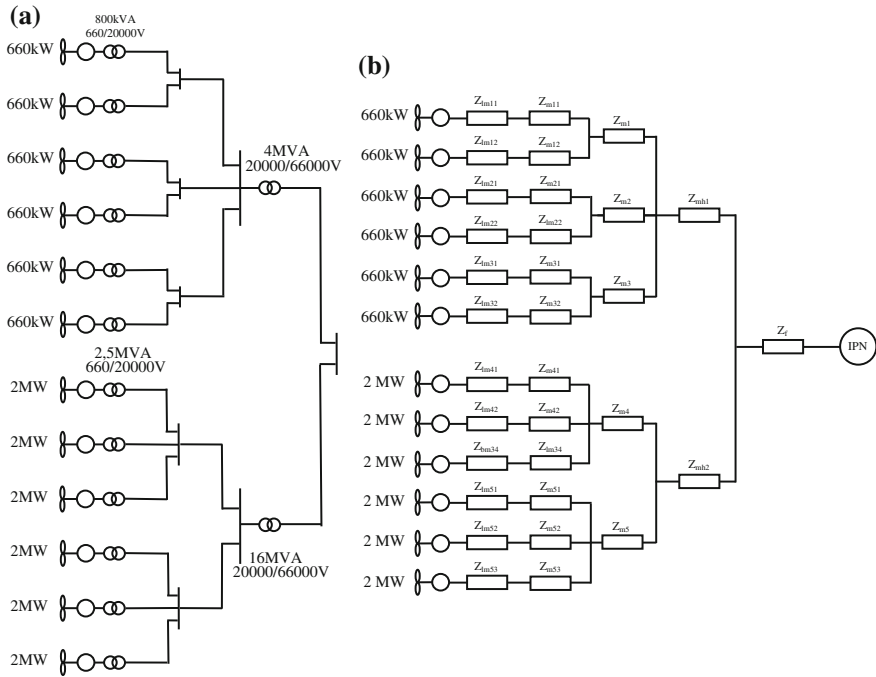 (a)
800kVA
660/20000V
660kW
660kW
660kW
660kW
660kW
660kW
4MVA
20000/66000V
2,5MVA
660/20000V
2MW
2MW
2MW
2MW
2MW
2MW
16MVA
20000/66000V
(b)
660kW Zlm11 Zm11
660kW Zlm12 Zm12
Zm1
660kW Zlm21 Zm21
660kW Zlm22 Zlm22
Zm2
Zmh1
660kW Zlm31 Zm31
660kW Zlm32 Zm32
Zm3
Zf
IPN
2 MW Zlm41 Zm41
2 MW Zlm42 Zm42
Zm4
2 MW Zbm34 Zlm34
Zmh2
2 MW Zlm51 Zm51
2 MW Zlm52 Zm52
Zm5
2 MW Zlm53 Zm53